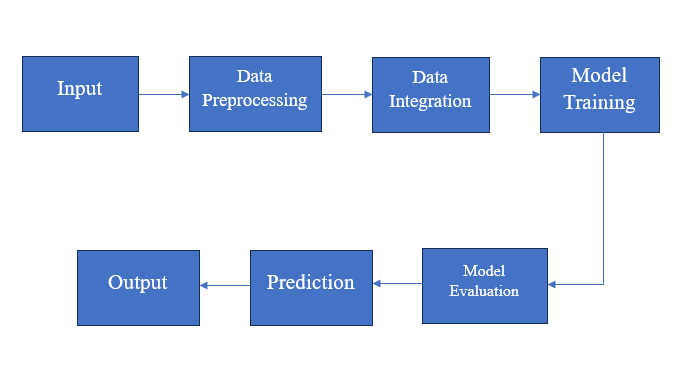 Input
Data
Preprocessing
Data
Integration
Model
Training
Output
Prediction
Model
Evaluation